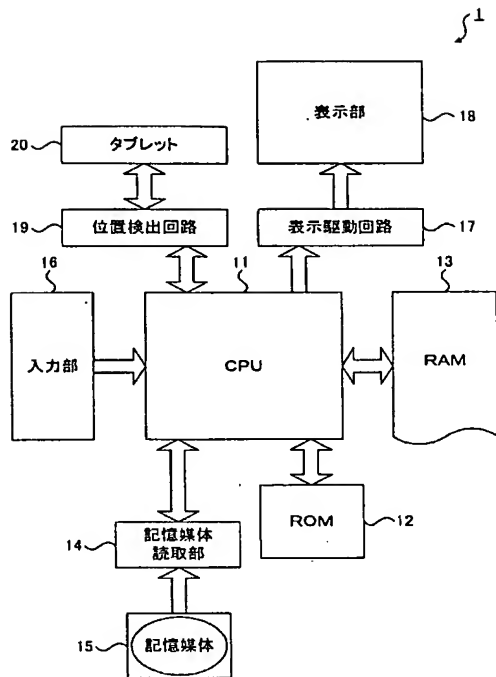 1
表示部
18
20
タブレット
19
位置検出回路
表示駆動回路
17
16
11
13
入力部
CPU
RAM
14
記憶媒体
読取部
ROM
12
15
記憶媒体